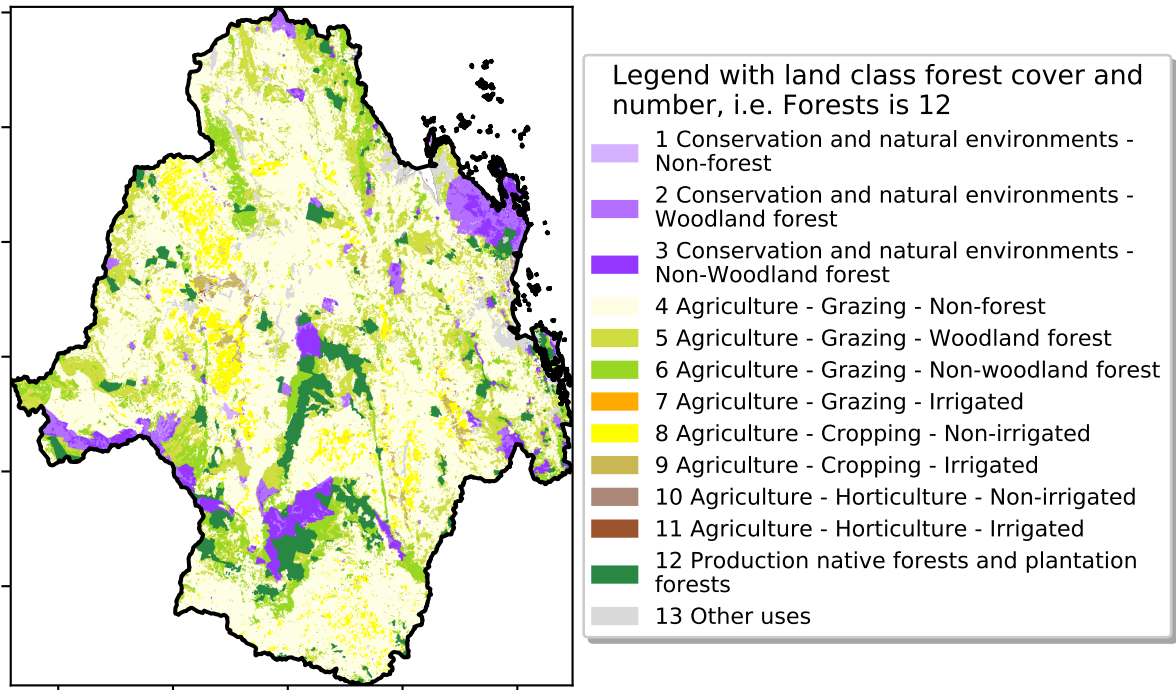 Legend with land class forest cover and
number, i.e. Forests is 12
1 Conservation and natural environments -
Non-forest
2 Conservation and natural environments -
Woodland forest
3 Conservation and natural environments -
Non-Woodland forest
4 Agriculture - Grazing - Non-forest
5 Agriculture - Grazing - Woodland forest
6 Agriculture - Grazing - Non-woodland forest
7 Agriculture - Grazing - Irrigated
8 Agriculture - Cropping - Non-irrigated
9 Agriculture - Cropping - Irrigated
10 Agriculture - Horticulture - Non-irrigated
11 Agriculture - Horticulture - Irrigated
12 Production native forests and plantation
forests
13 Other uses